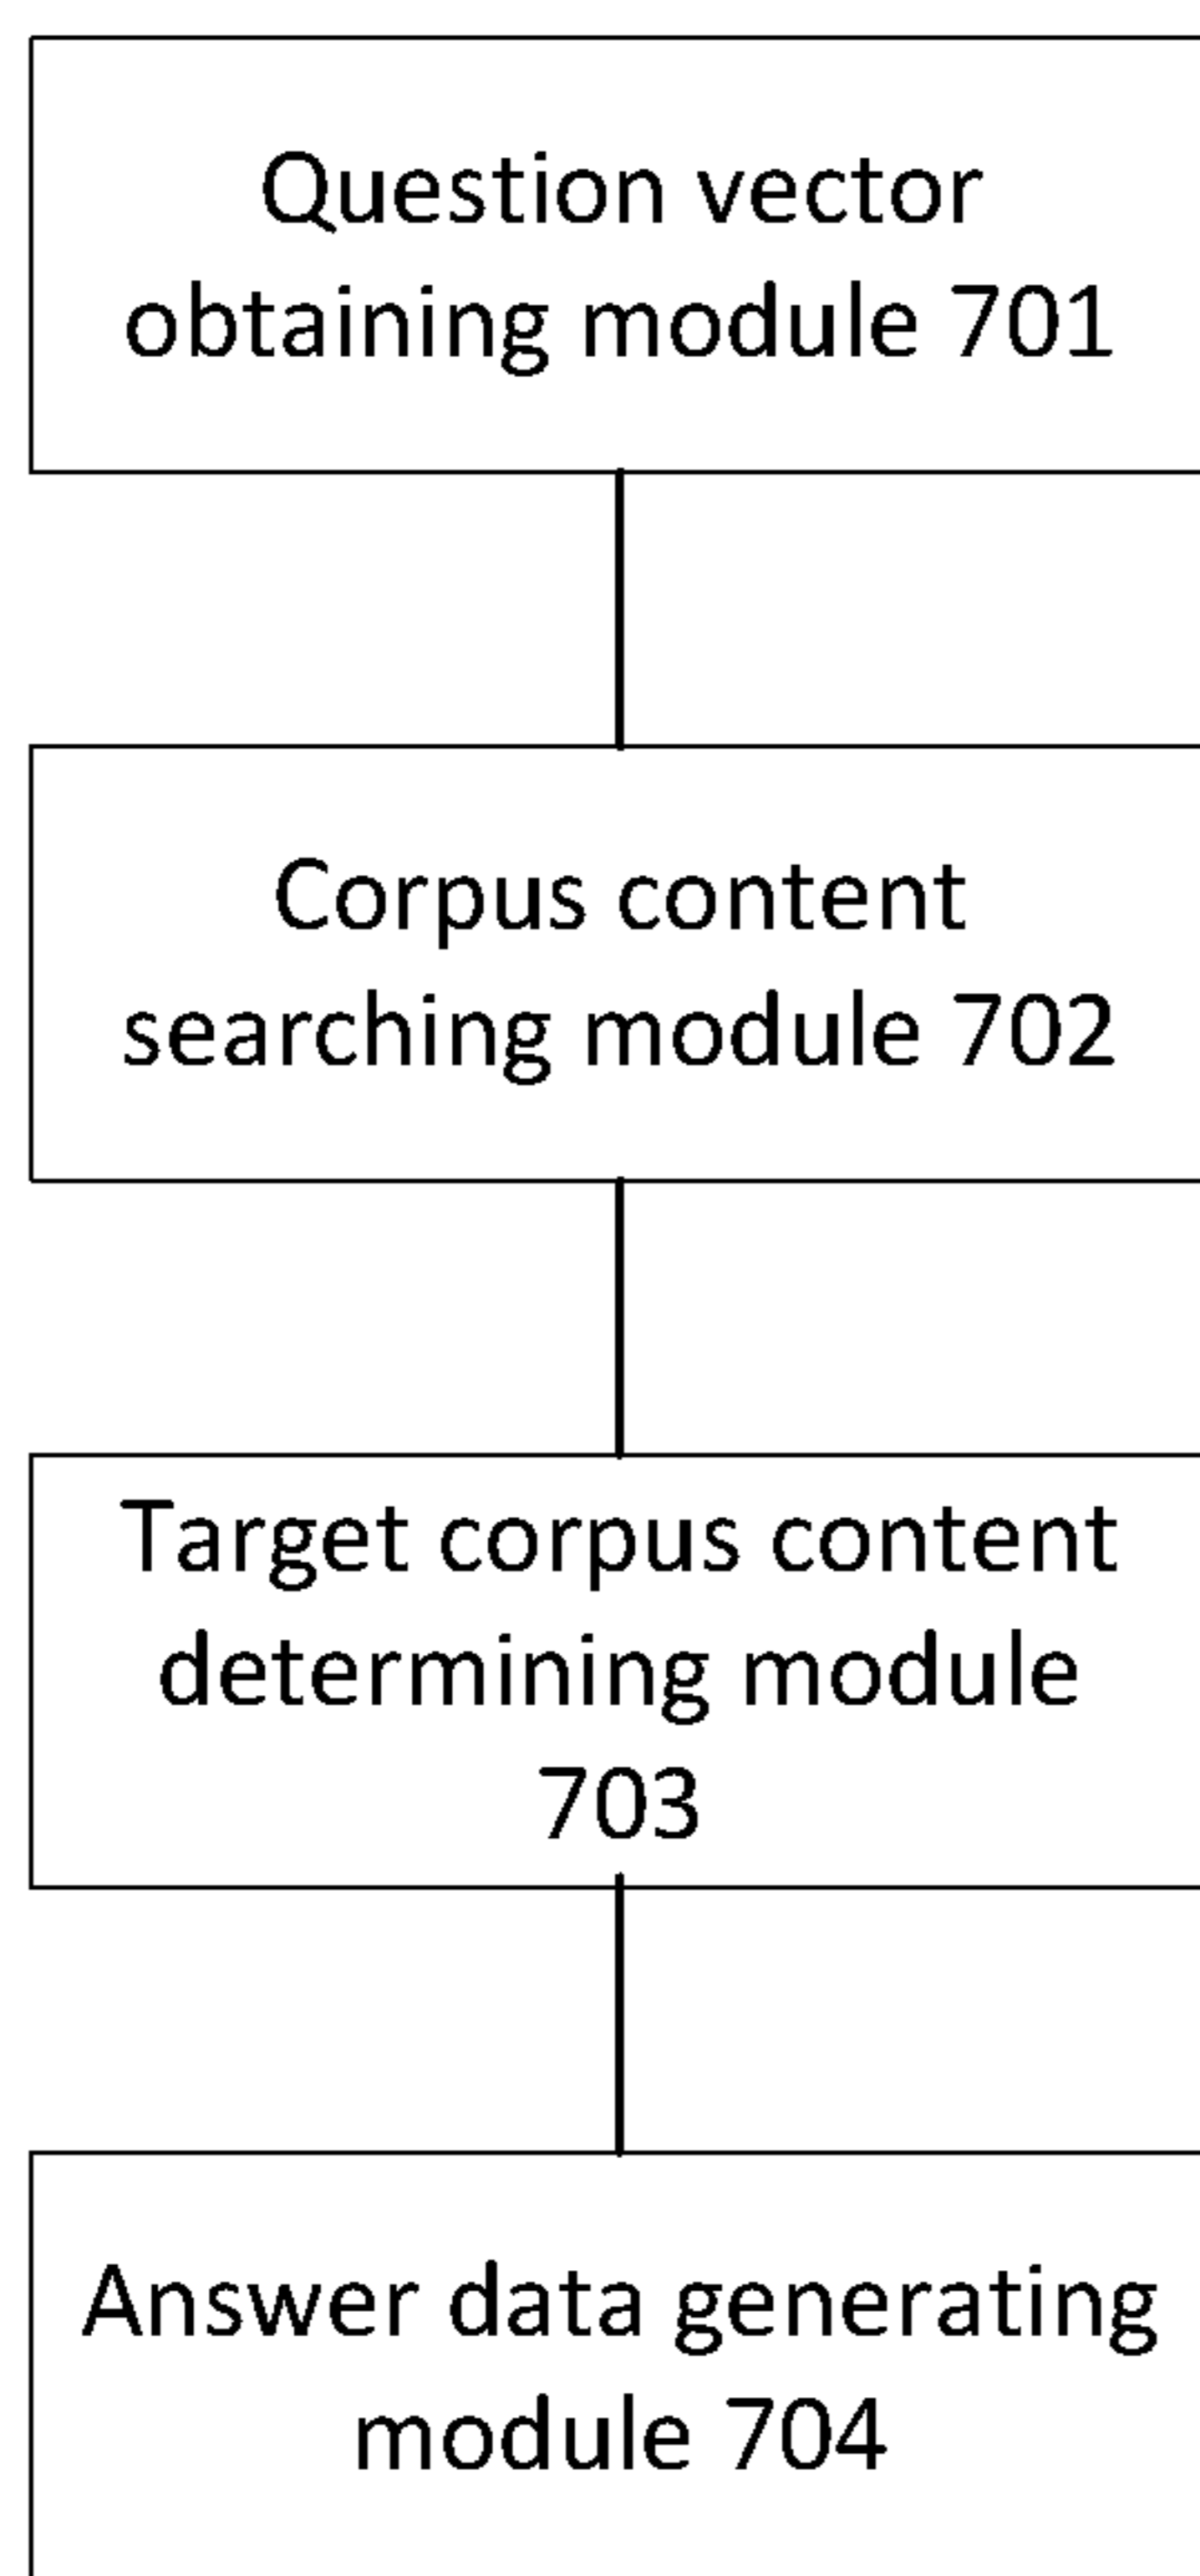 Question vector
obtaining module 701
Corpus content
searching module 702
Target corpus content
determining module
703
Answer data generating
module 704